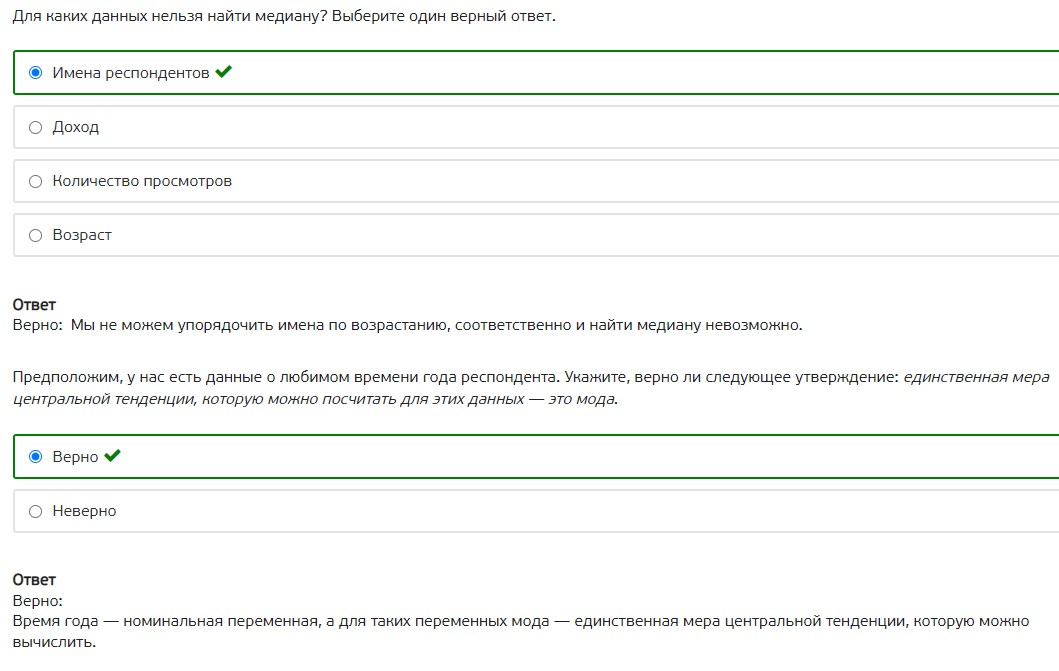 Для каких данных нельзя найти медиану? Выберите один верный ответ.
Имена респондентов
Доход
Количество просмотров
Возраст
Ответ
Верно: Мы не можем упорядочить имена по возрастанию, соответственно и найти медиану невозможно.
Предположим, у нас есть данные о любимом времени года респондента. Укажите, верно ли следующее утверждение: единственная мера
центральной тенденции, которую можно посчитать для этих данных — это мода.
Верно
Неверно
Ответ
Верно:
Время года — номинальная переменная, а для таких переменных мода — единственная мера центральной тенденции, которую можно
вычислить.